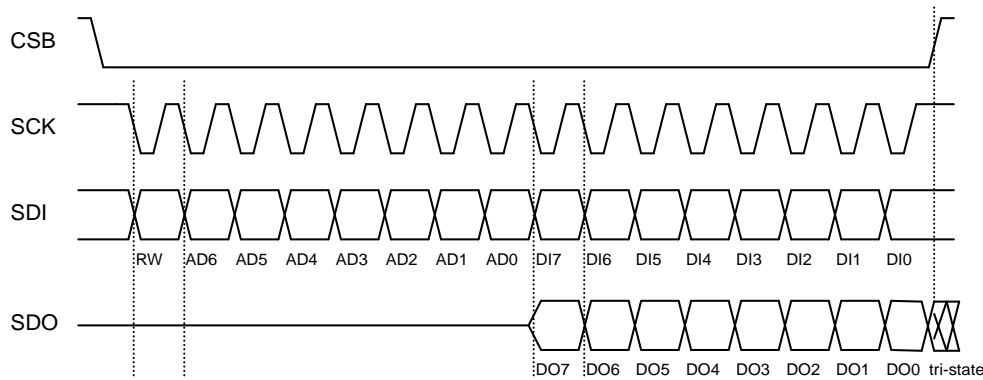 CSB
SCK
SDI
RW AD6 AD5 AD4 AD3 AD2 AD1 AD0 DI7 DI6 DI5 DI4 DI3 DI2 DI1 DI0
SDO
DO7 DO6 DO5 DO4 DO3 DO2 DO1 DO0 tri-state